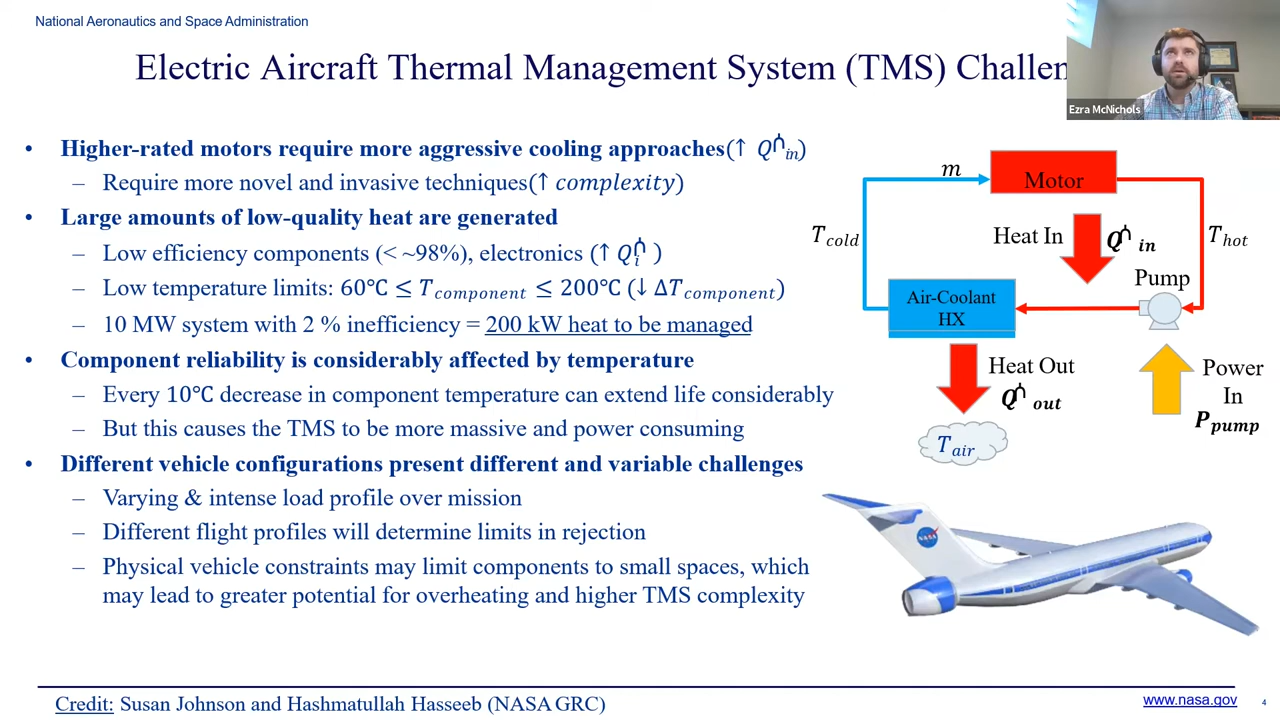 National Aeronautics and Space Administration
Electric Aircraft Thermal Management System (TMS) Challen
Ezra McNichols
• Higher-rated motors require more aggressive cooling approaches(↑ Q̇in)
– Require more novel and invasive techniques(↑ complexity)
• Large amounts of low-quality heat are generated
– Low efficiency components (< ~98%), electronics (↑ Q̇i )
– Low temperature limits: 60℃ ≤ Tcomponent ≤ 200℃ (↓ ΔTcomponent)
– 10 MW system with 2 % inefficiency = 200 kW heat to be managed
• Component reliability is considerably affected by temperature
– Every 10℃ decrease in component temperature can extend life considerably
– But this causes the TMS to be more massive and power consuming
• Different vehicle configurations present different and variable challenges
– Varying & intense load profile over mission
– Different flight profiles will determine limits in rejection
– Physical vehicle constraints may limit components to small spaces, which
may lead to greater potential for overheating and higher TMS complexity
m
Motor
Tcold
Heat In
Q̇ in
Thot
Pump
Air-Coolant
HX
Heat Out
Q̇ out
Power
In
Ppump
Tair
NASA
Credit: Susan Johnson and Hashmatullah Hasseeb (NASA GRC)
www.nasa.gov
4